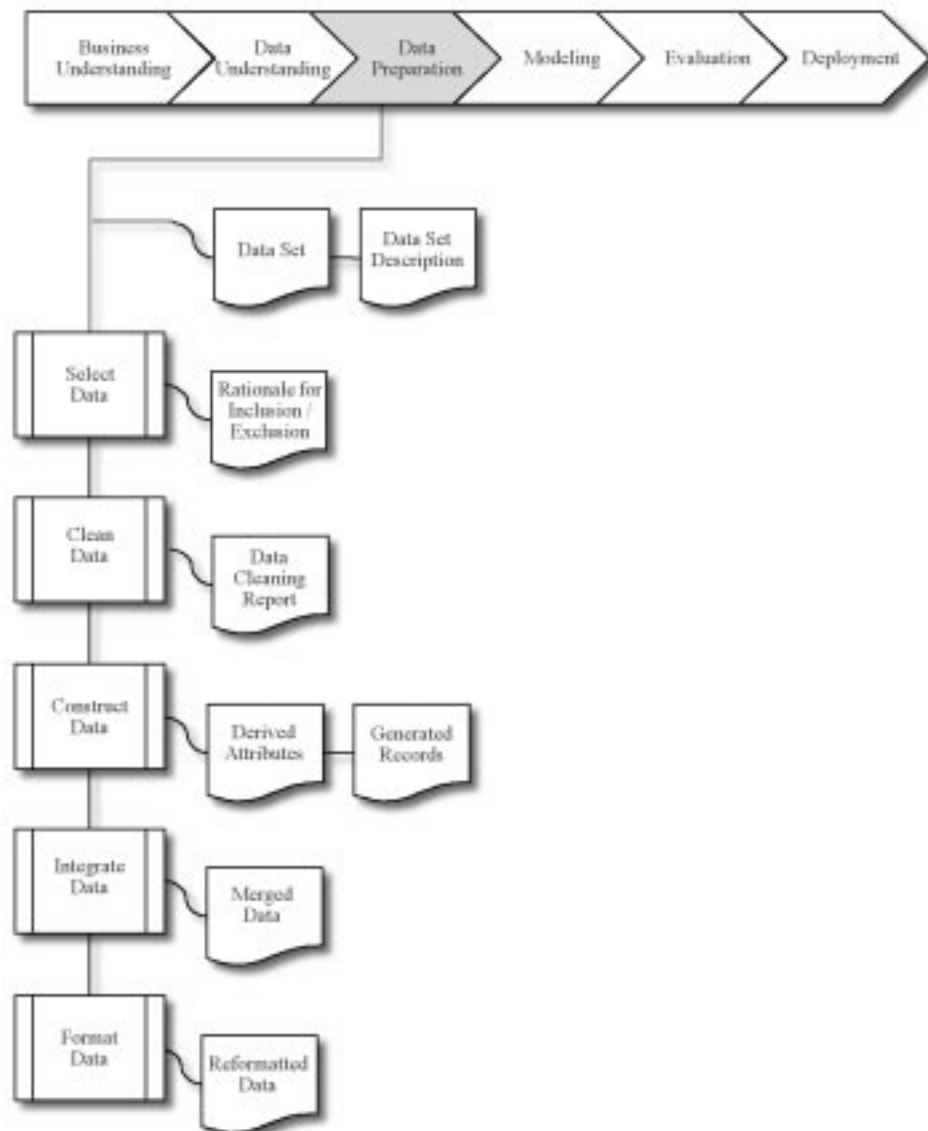 Business
Understanding
Data
Understanding
Data
Preparation
Modeling
Evaluation
Deployment
Data Set
Data Set
Description
Select
Data
Rationale for
Inclusion /
Exclusion
Clean
Data
Data
Cleaning
Report
Construct
Data
Derived
Attributes
Generated
Records
Integrate
Data
Merged
Data
Format
Data
Reformatted
Data